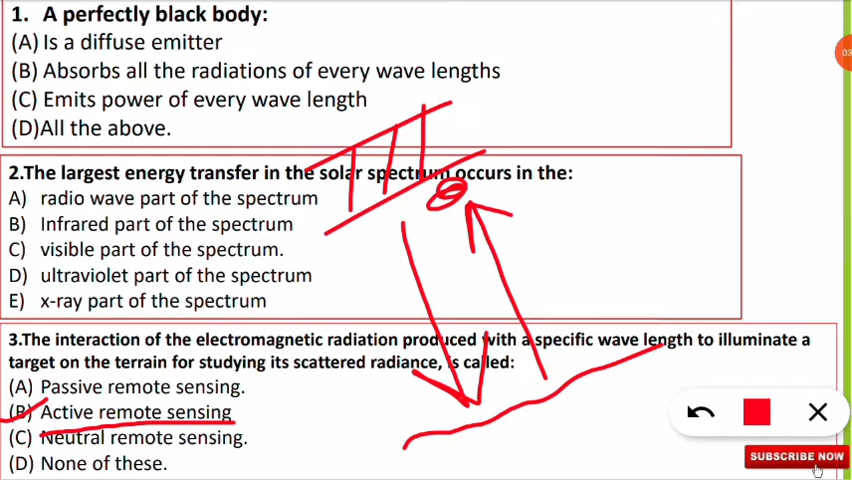 1. A perfectly black body:
(A) Is a diffuse emitter
(B) Absorbs all the radiations of every wave lengths
(C) Emits power of every wave length
(D)All the above.
2.The largest energy transfer in the solar spectrum occurs in the:
A) radio wave part of the spectrum
B) Infrared part of the spectrum
C) visible part of the spectrum.
D) ultraviolet part of the spectrum
E) x-ray part of the spectrum
3.The interaction of the electromagnetic radiation produced with a specific wave length to illuminate a
target on the terrain for studying its scattered radiance, is called:
(A) Passive remote sensing.
(B) Active remote sensing
(C) Neutral remote sensing.
(D) None of these.
03
SUBSCRIBE NOW